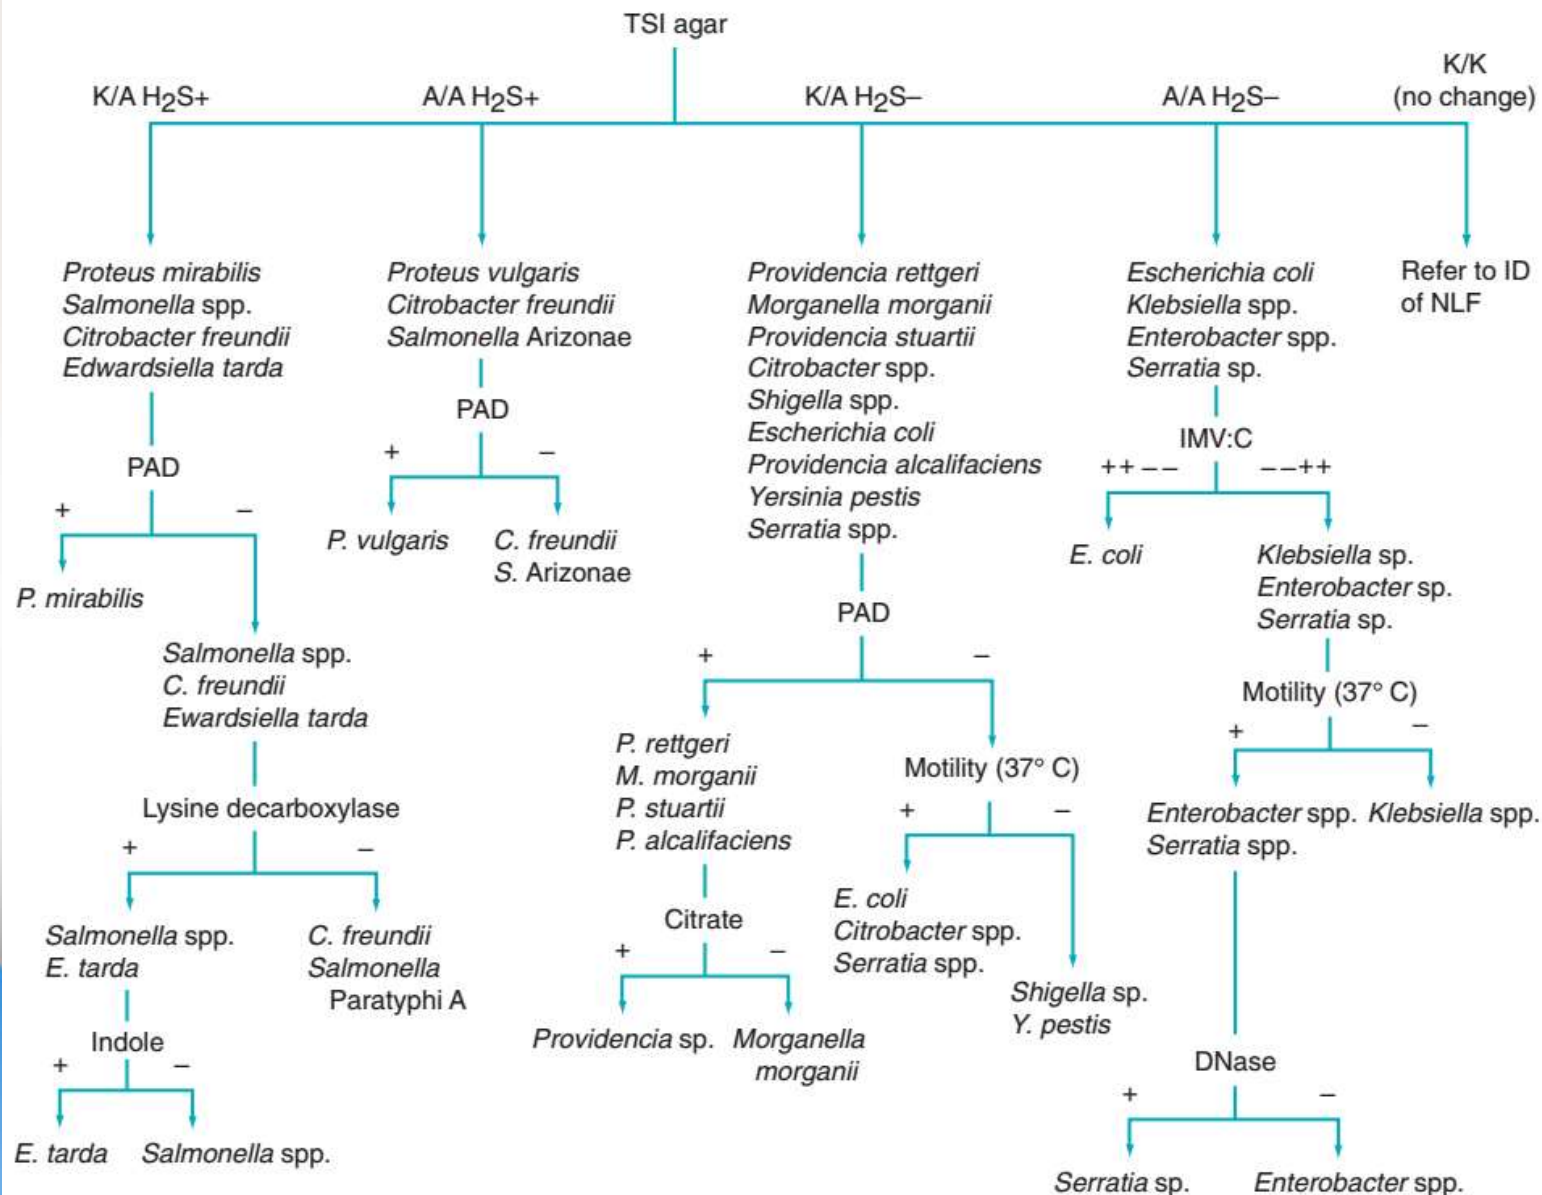 TSI agar
K/A H2S+
A/A H2S+
K/A H2S–
A/A H2S–
K/K
(no change)
Proteus mirabilis
Salmonella spp.
Citrobacter freundii
Edwardsiella tarda
PAD
+ –
P. mirabilis
Salmonella spp.
C. freundii
Ewardsiella tarda
Lysine decarboxylase
+ –
Salmonella spp.
E. tarda
C. freundii
Salmonella
Paratyphi A
Indole
+ –
E. tarda
Salmonella spp.
Proteus vulgaris
Citrobacter freundii
Salmonella Arizonae
PAD
+ –
P. vulgaris
C. freundii
S. Arizonae
Providencia rettgeri
Morganella morganii
Providencia stuartii
Citrobacter spp.
Shigella spp.
Escherichia coli
Providencia alcalifaciens
Yersinia pestis
Serratia spp.
PAD
+ –
P. rettgeri
M. morganii
P. stuartii
P. alcalifaciens
Citrate
+ –
Providencia sp.
Morganella
morganii
Motility (37° C)
+ –
E. coli
Citrobacter spp.
Serratia spp.
Shigella sp.
Y. pestis
Escherichia coli
Klebsiella spp.
Enterobacter spp.
Serratia sp.
IMV:C
++–– ––++
E. coli
Klebsiella sp.
Enterobacter sp.
Serratia sp.
Motility (37° C)
+ –
Enterobacter spp.
Serratia spp.
Klebsiella spp.
DNase
+ –
Serratia sp.
Enterobacter spp.
Refer to ID
of NLF